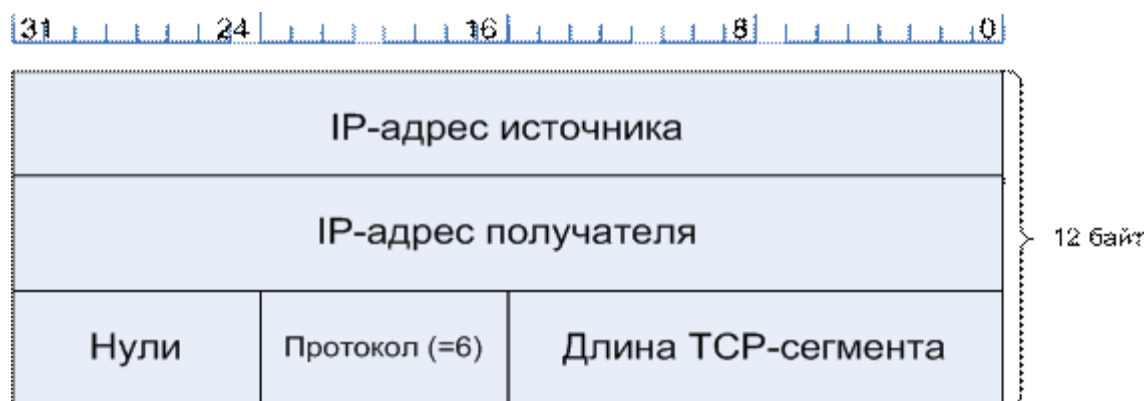 31 24 16 8 0
IP-адрес источника
IP-адрес получателя
12 байт
Нули Протокол (=6) Длина TCP-сегмента